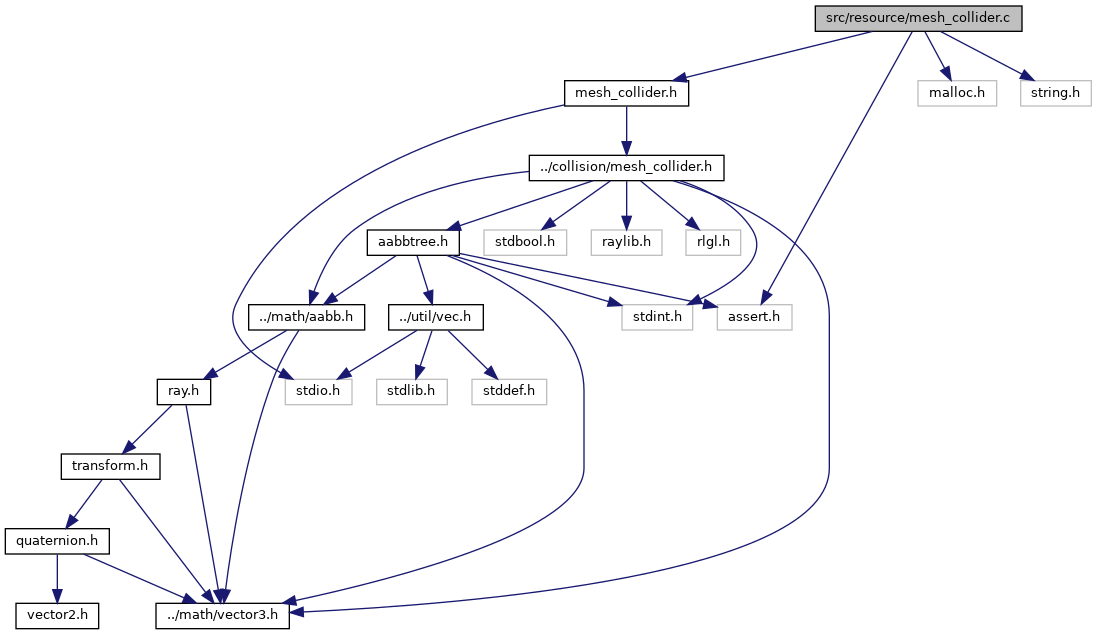 src/resource/mesh_collider.c
mesh_collider.h
malloc.h
string.h
../collision/mesh_collider.h
aabbtree.h
stdbool.h
raylib.h
rlgl.h
../math/aabb.h
../util/vec.h
stdint.h
assert.h
ray.h
stdio.h
stdlib.h
stddef.h
transform.h
quaternion.h
vector2.h
../math/vector3.h